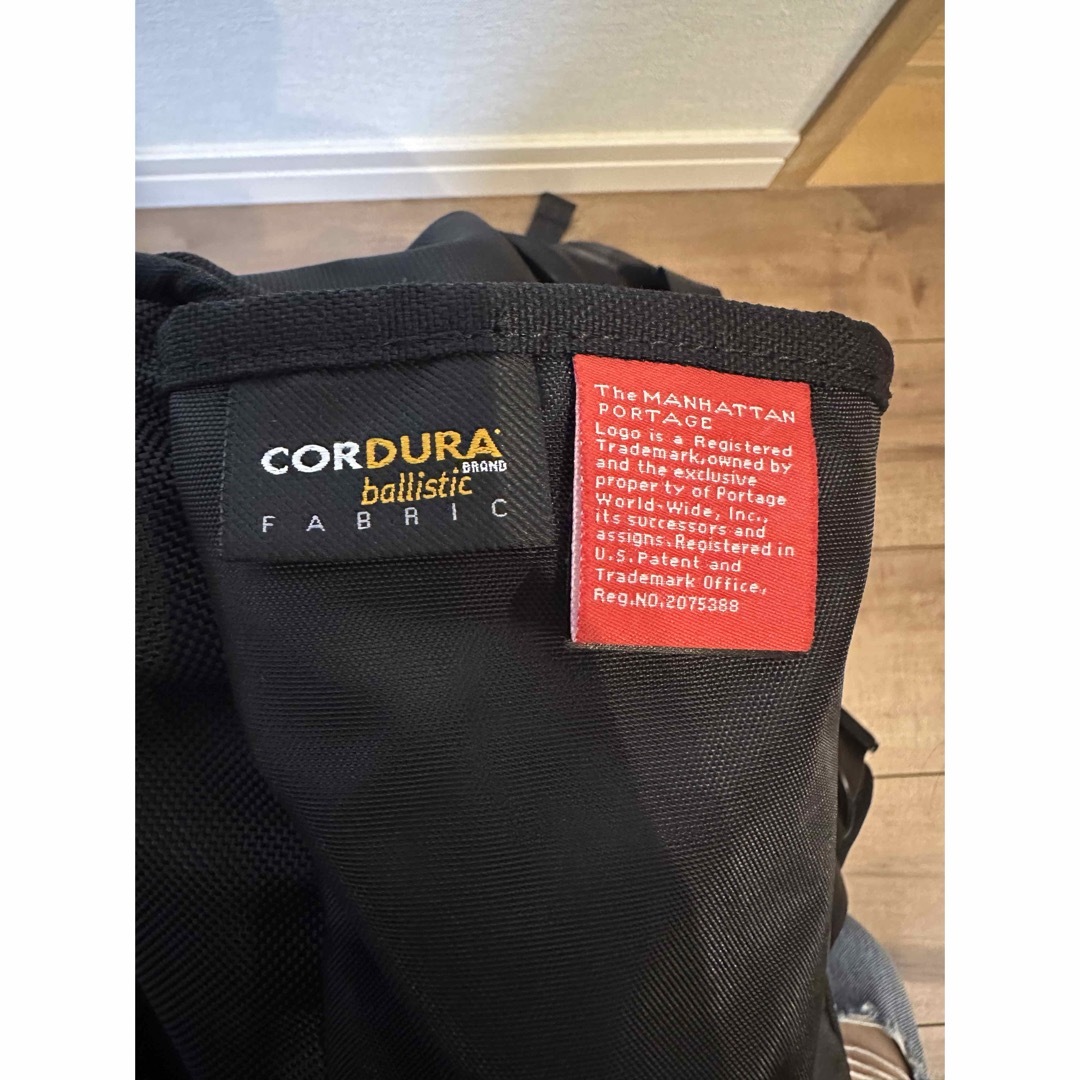 CORDURA
BRAND
ballistic
FABRIC
The MANHATTAN
PORTAGE
Logo is a Registered
Trademark,owned by
and the exclusive
property of Portage
World-Wide, Inc.,
its successors and
assigns.Registered in
U.S.Patent and
Trademark Office,
Reg.NO.2075388